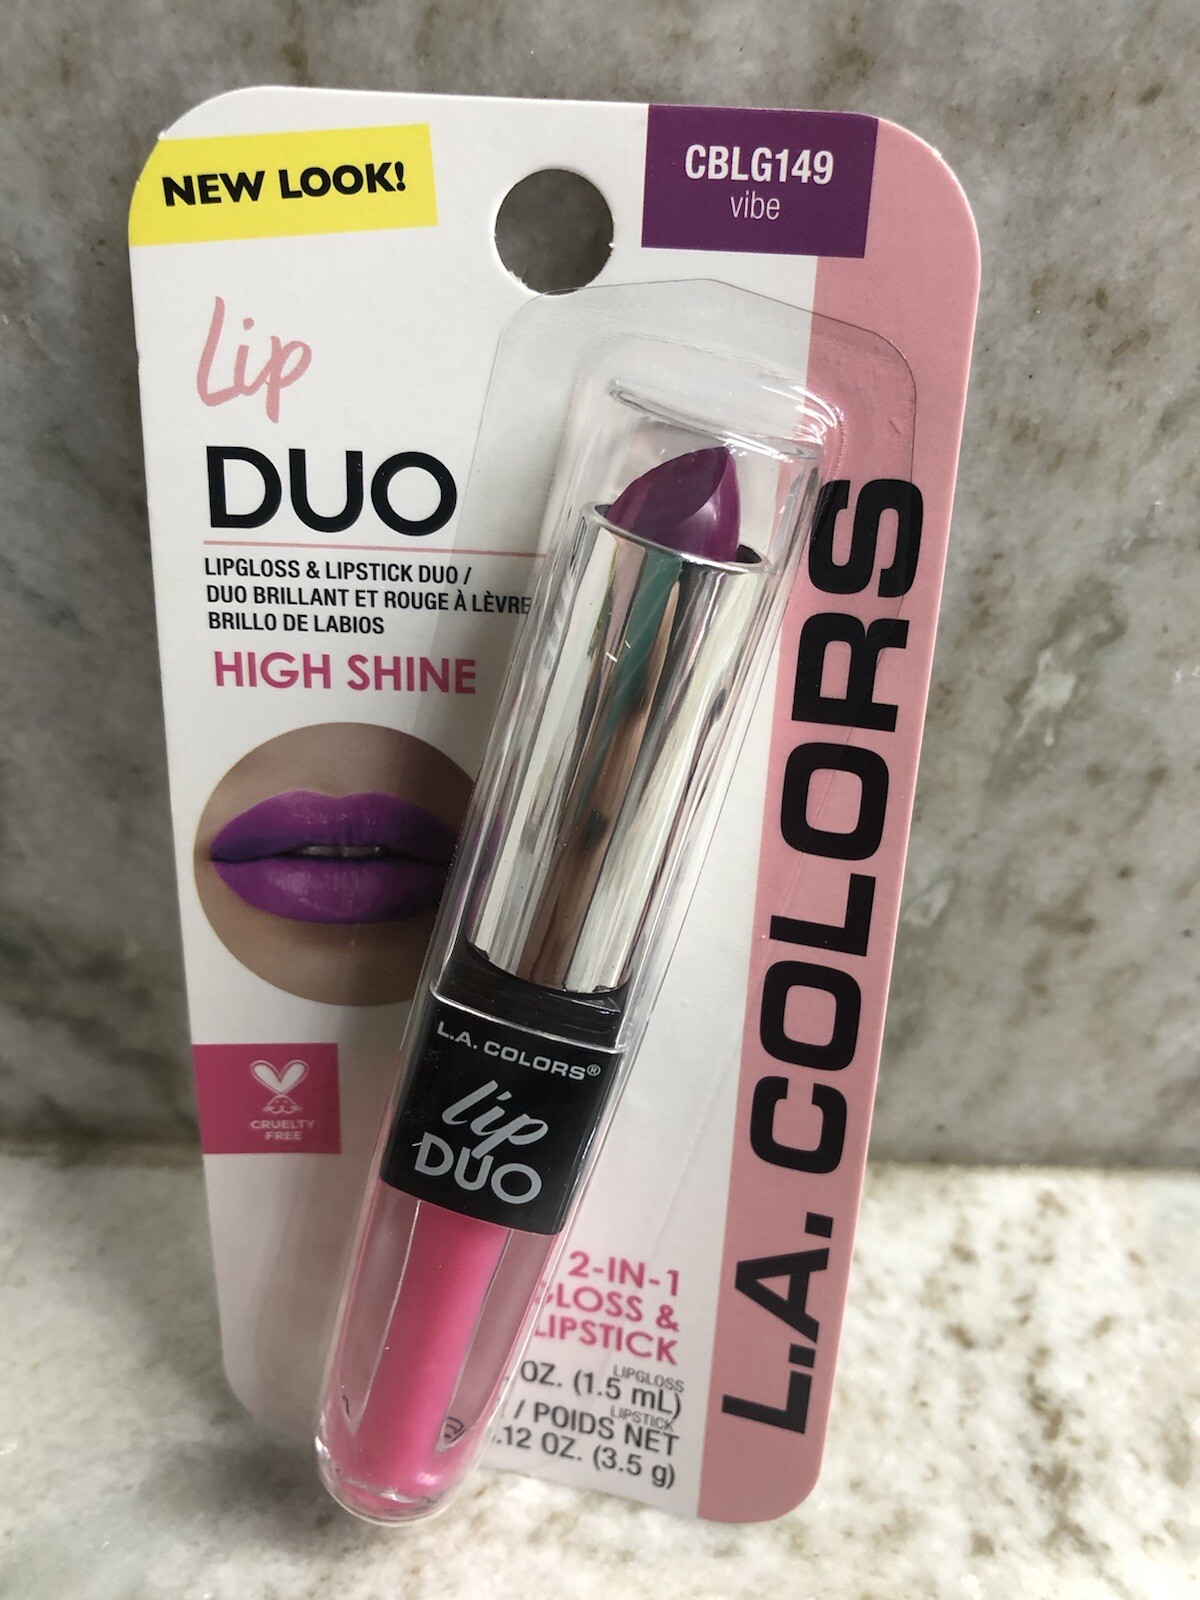 NEW LOOK!
CBLG149
vibe
Lip
DUO
LIPGLOSS & LIPSTICK DUO /
DUO BRILLANT ET ROUGE À LÈVRE
BRILLO DE LABIOS
HIGH SHINE
L.A. COLORS
CRUELTY
FREE
L.A. COLORS®
lip
DUO
2-IN-1
GLOSS &
LIPSTICK
LIPGLOSS
OZ. (1.5 mL)
LIPSTICK
/ POIDS NET
.12 OZ. (3.5 g)